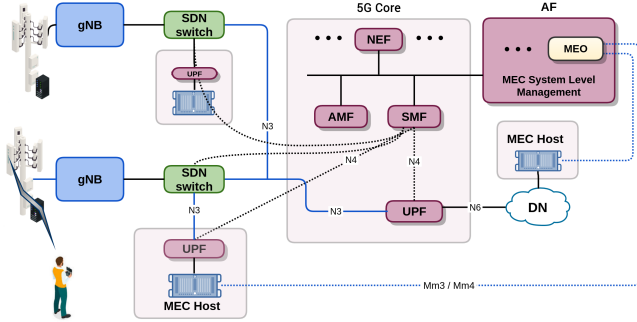 5G Core
AF
gNB
SDN
switch
• • •
NEF
• • •
• • •
MEO
MEC System Level
Management
UPF
AMF
SMF
N3
MEC Host
N4
N4
gNB
SDN
switch
N3
N3
UPF
N6
DN
UPF
Mm3 / Mm4
MEC Host